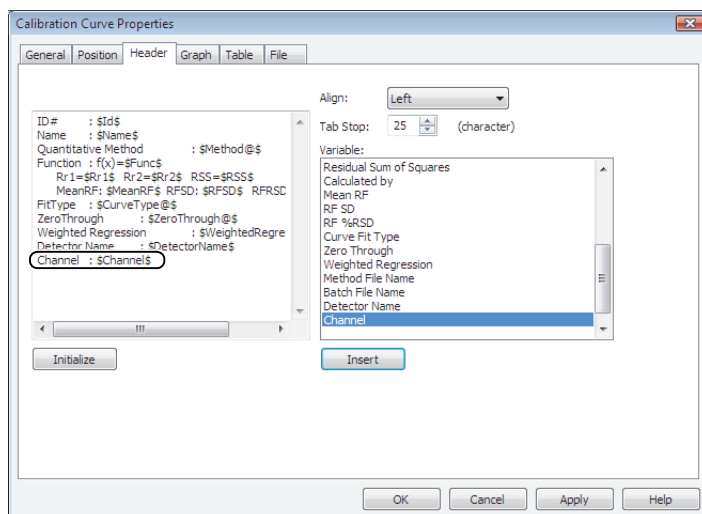 Calibration Curve Properties
General Position Header Graph Table File
Align: Left
Tab Stop: 25 (character)
Variable:
ID# : $Id$
Name : $Name$
Quantitative Method : $Method@$
Function : f(x)=$Func$
Rr1=$Rr1$ Rr2=$Rr2$ RSS=$RSS$
MeanRF: $MeanRF$ RFSD: $RFSD$ RFRSD
FitType : $CurveType@$
ZeroThrough : $ZeroThrough@$
Weighted Regression : $WeightedRegre
Detector Name : $DetectorName$
Channel : $Channel$
Residual Sum of Squares
Calculated by
Mean RF
RF SD
RF %RSD
Curve Fit Type
Zero Through
Weighted Regression
Method File Name
Batch File Name
Detector Name
Channel
Initialize
Insert
OK Cancel Apply Help